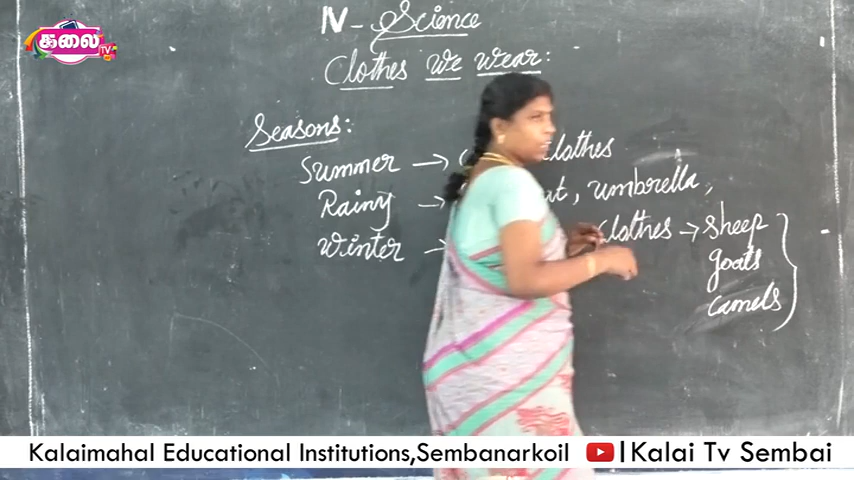 கலை
TV
IV - Science
Clothes We Wear:
Seasons:
Summer → Clothes
Rainy → , umbrella,
Winter → Clothes → sheep
goats
camels
Kalaimahal Educational Institutions,Sembanarkoil |Kalai Tv Sembai